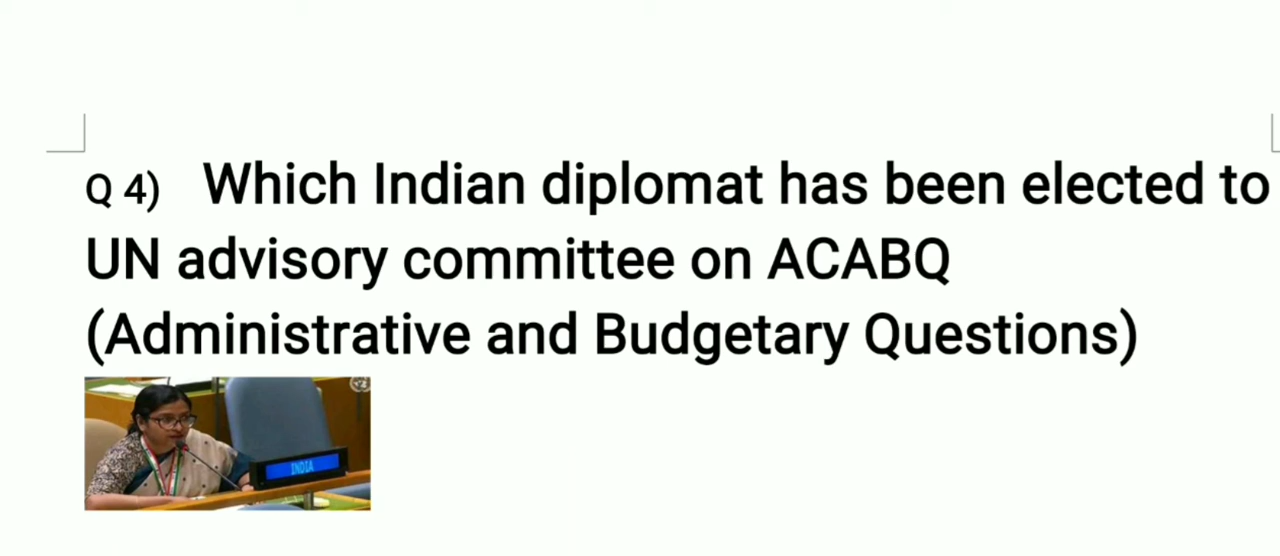 Q 4) Which Indian diplomat has been elected to
UN advisory committee on ACABQ
(Administrative and Budgetary Questions)
INDIA